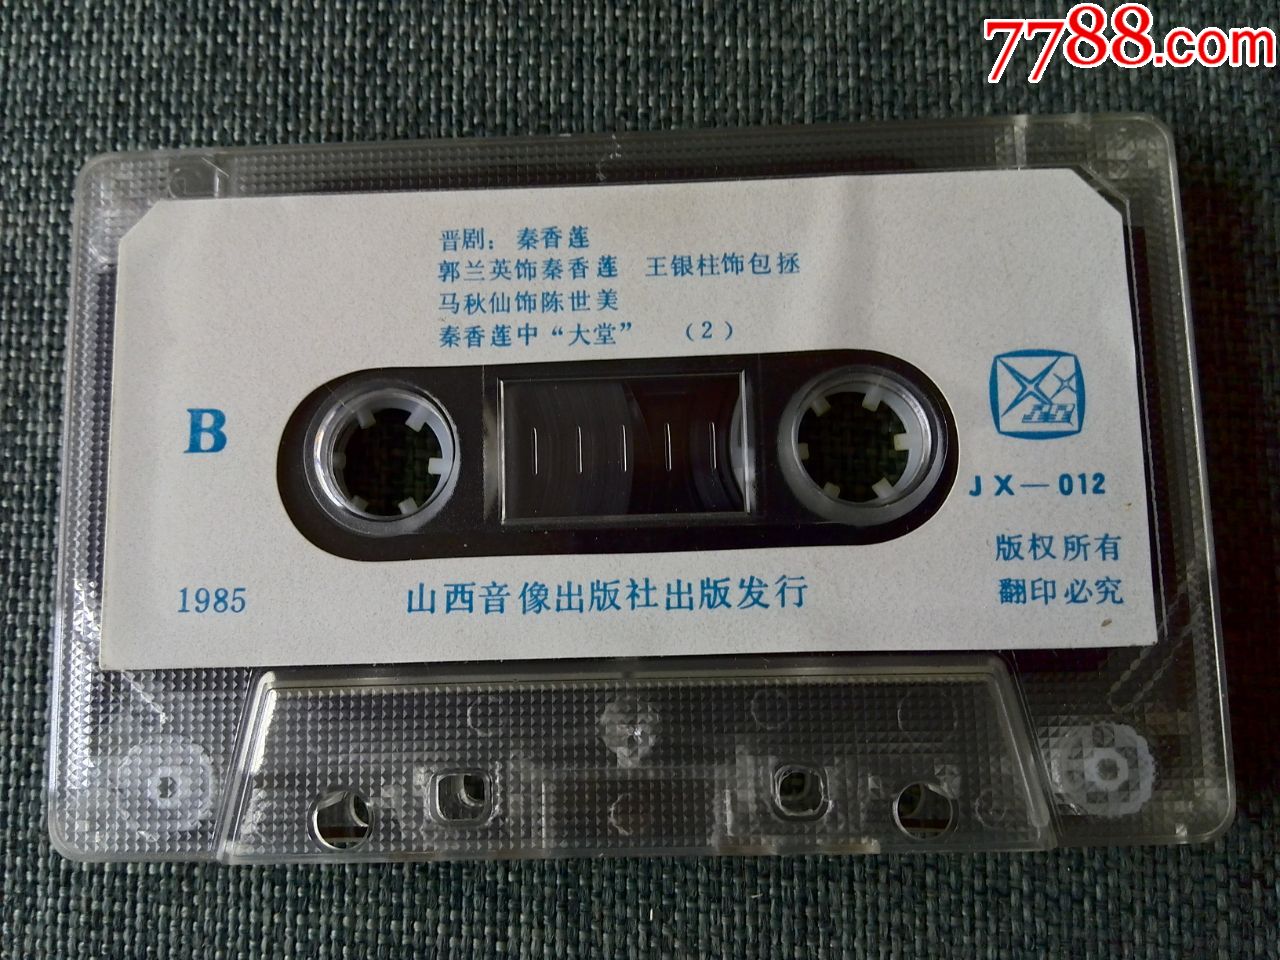 7788.com
晋剧：秦香莲
郭兰英饰秦香莲 王银柱饰包拯
马秋仙饰陈世美
秦香莲中“大堂” （2）
B
JX—012
版权所有
翻印必究
1985
山西音像出版社出版发行